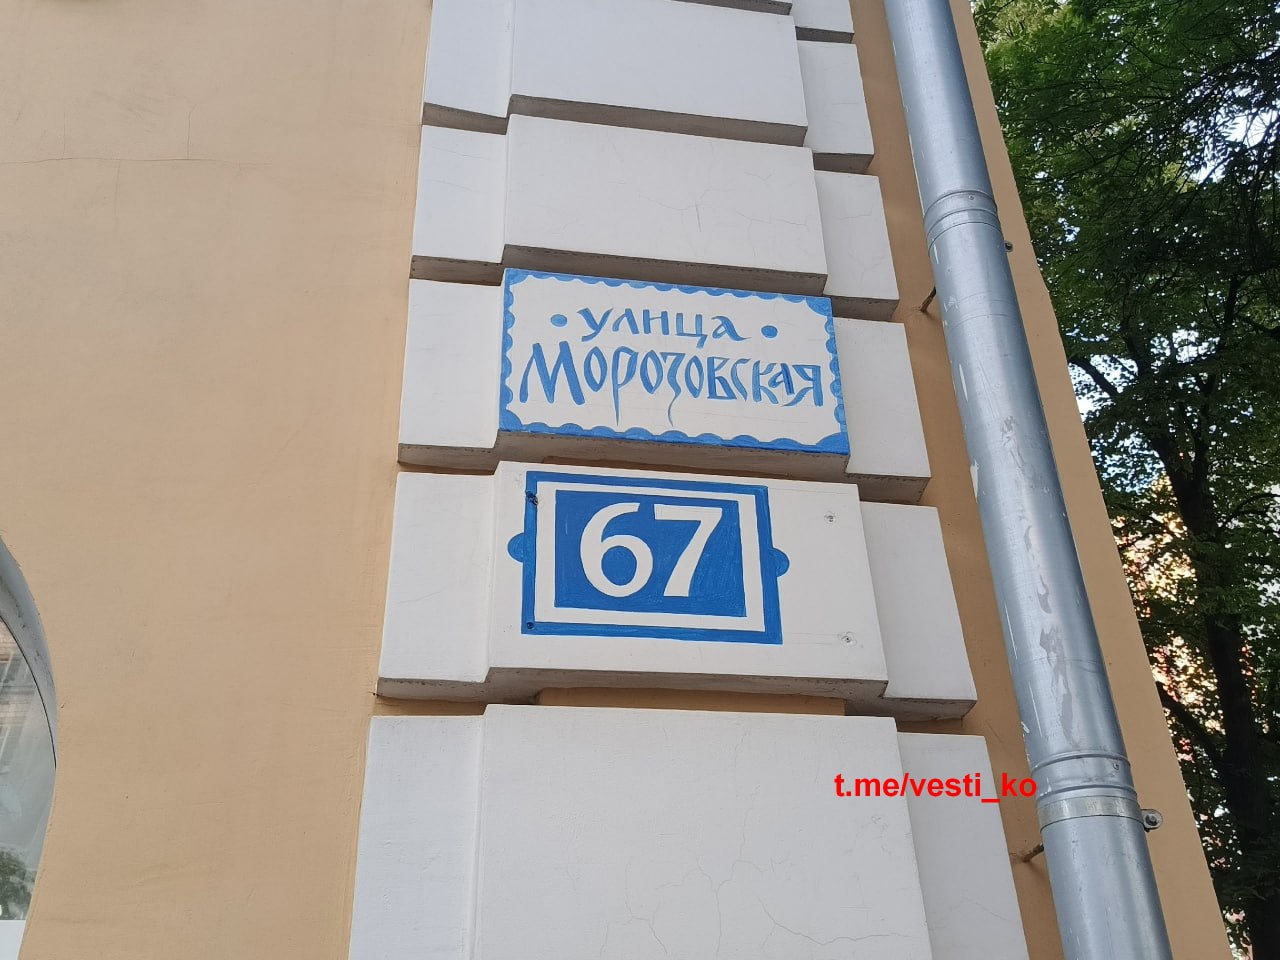 • улица •
Морозовская
67
t.me/vesti_ko